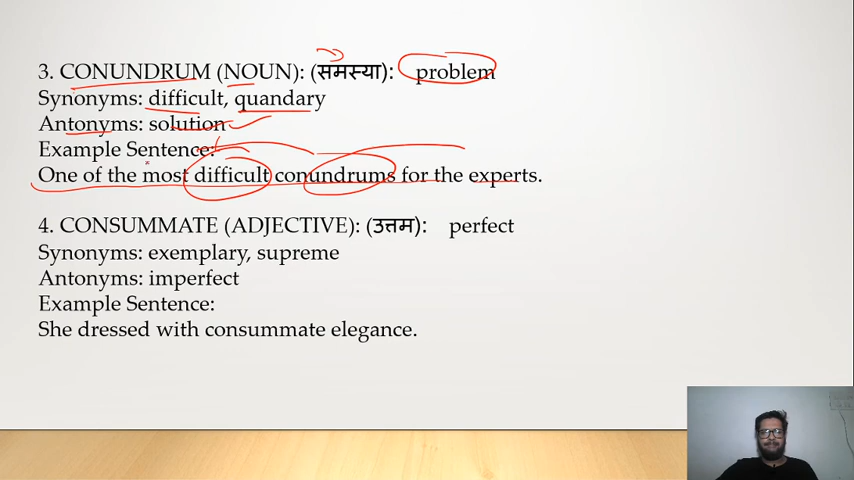 3. CONUNDRUM (NOUN): (समस्या): problem
Synonyms: difficult, quandary
Antonyms: solution
Example Sentence:
One of the most difficult conundrums for the experts.
4. CONSUMMATE (ADJECTIVE): (उत्तम): perfect
Synonyms: exemplary, supreme
Antonyms: imperfect
Example Sentence:
She dressed with consummate elegance.